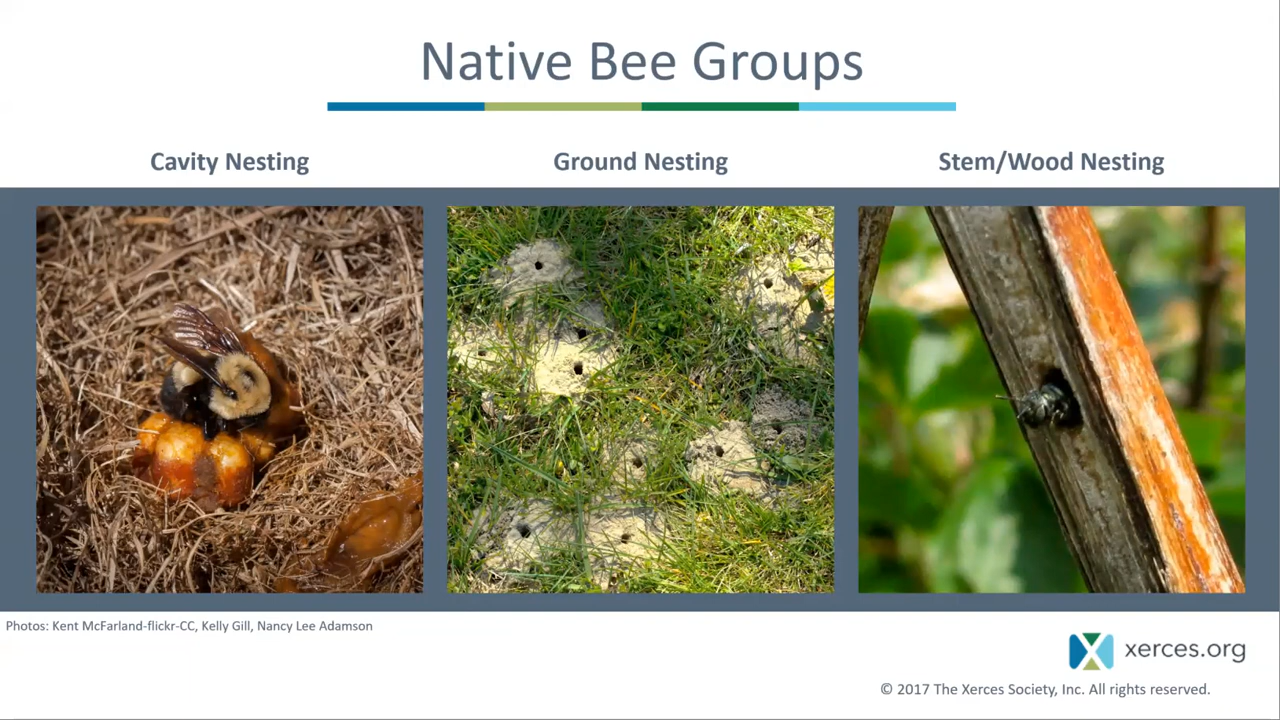 Native Bee Groups
Cavity Nesting
Ground Nesting
Stem/Wood Nesting
Photos: Kent McFarland-flickr-CC, Kelly Gill, Nancy Lee Adamson
xerces.org
© 2017 The Xerces Society, Inc. All rights reserved.